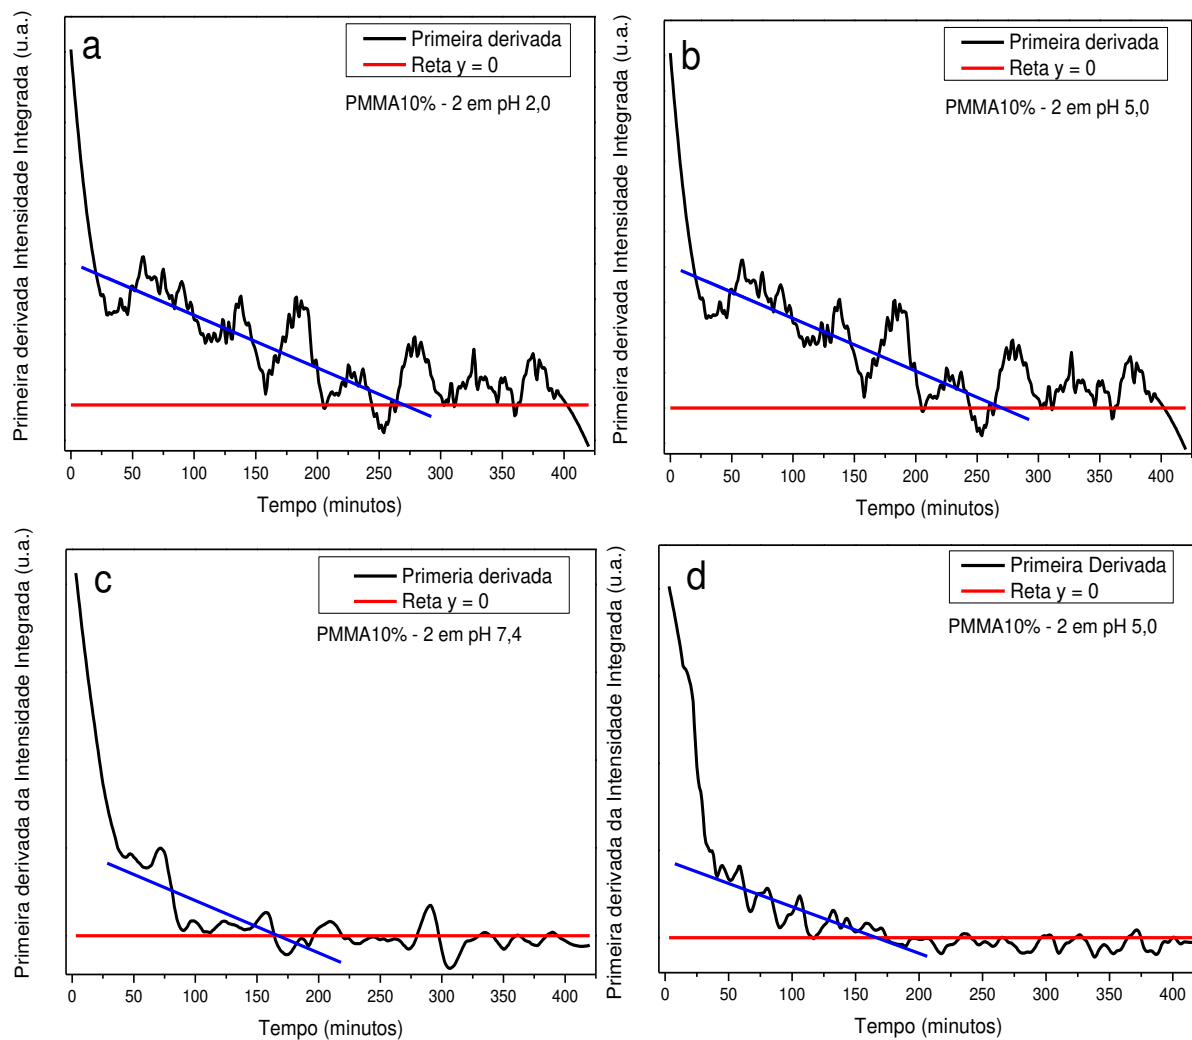 Primeira derivada Intensidade Integrada (u.a.)
a
Primeira derivada
Reta y = 0
PMMA10% - 2 em pH 2,0
0 50 100 150 200 250 300 350 400
Tempo (minutos)
Primeira derivada Intensidade Integrada (u.a.)
b
Primeira derivada
Reta y = 0
PMMA10% - 2 em pH 5,0
0 50 100 150 200 250 300 350 400
Tempo (minutos)
Primeira derivada da Intensidade Integrada (u.a.)
c
Primeria derivada
Reta y = 0
PMMA10% - 2 em pH 7,4
0 50 100 150 200 250 300 350 400
Tempo (minutos)
Primeira derivada da Intensidade Integrada (u.a.)
d
Primeira Derivada
Reta y = 0
PMMA10% - 2 em pH 5,0
0 50 100 150 200 250 300 350 400
Tempo (minutos)